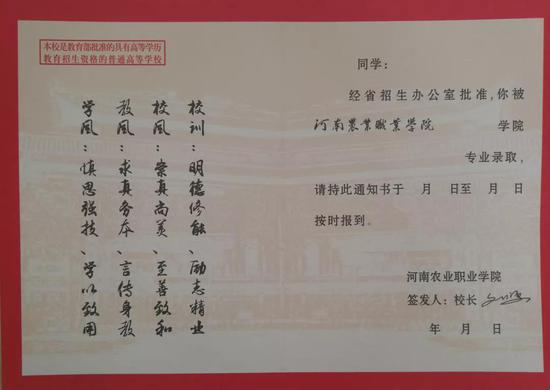 本校是教育部批准的具有高等学历
教育招生资格的普通高等学校
校训：明德修能、励志精业
校风：崇真尚美、至善致和
教风：求真务本、言传身教
学风：慎思强技、学以致用
同学：
经省招生办公室批准，你被
河南农业职业学院 学院
专业录取，
请持此通知书于 月 日至 月 日
按时报到。
河南农业职业学院
签发人：校长
年 月 日